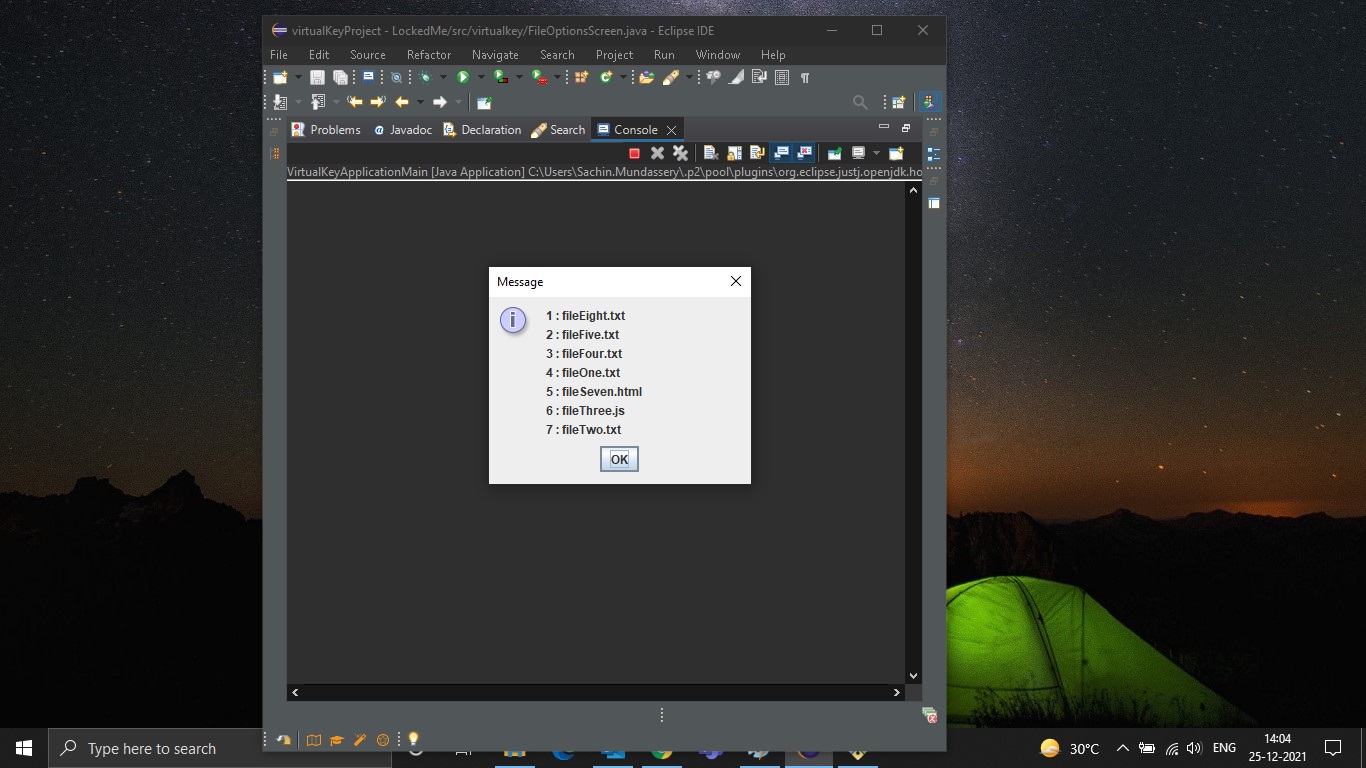 virtualKeyProject - LockedMe/src/virtualkey/FileOptionsScreen.java - Eclipse IDE
File Edit Source Refactor Navigate Search Project Run Window Help
Problems Javadoc Declaration Search Console
VirtualKeyApplicationMain [Java Application] C:\Users\Sachin.Mundassery\.p2\pool\plugins\org.eclipse.justj.openjdk.ho
Message
1 : fileEight.txt
2 : fileFive.txt
3 : fileFour.txt
4 : fileOne.txt
5 : fileSeven.html
6 : fileThree.js
7 : fileTwo.txt
OK
Type here to search
30°C
ENG
14:04
25-12-2021